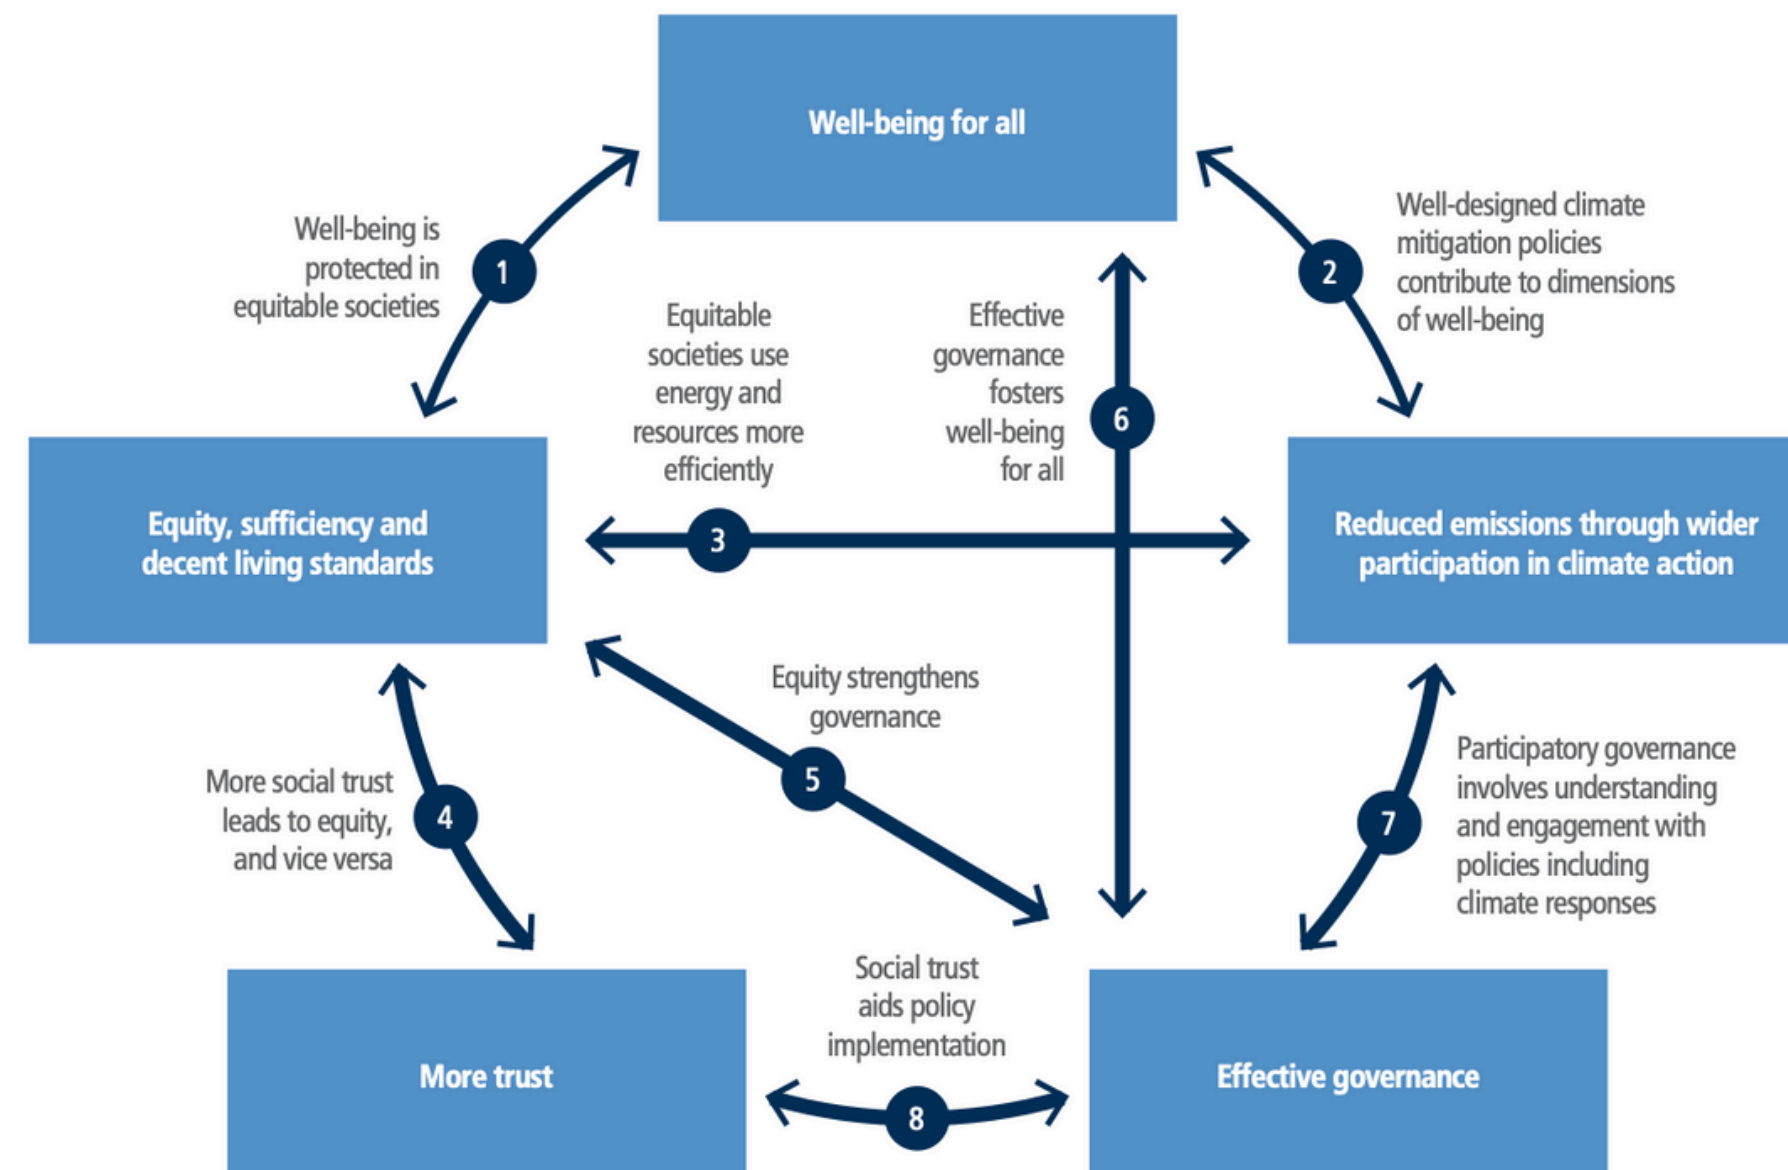 Well-being for all
Well-being is
protected in
equitable societies
1
2
Well-designed climate
mitigation policies
contribute to dimensions
of well-being
Equitable
societies use
energy and
resources more
efficiently
Effective
governance
fosters
well-being
for all
6
Equity, sufficiency and
decent living standards
3
Reduced emissions through wider
participation in climate action
Equity strengthens
governance
5
More social trust
leads to equity,
and vice versa
4
7
Participatory governance
involves understanding
and engagement with
policies including
climate responses
Social trust
aids policy
implementation
8
More trust
Effective governance